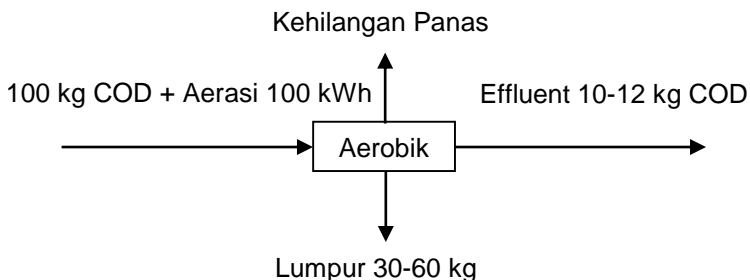 Kehilangan Panas
100 kg COD + Aerasi 100 kWh
Effluent 10-12 kg COD
Aerobik
Lumpur 30-60 kg